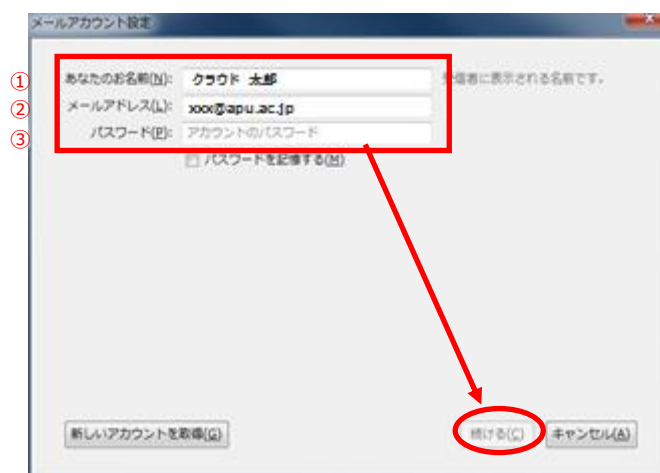 メールアカウント設定
① あなたのお名前(N): クラウド 太郎 受信者に表示される名前です。
② メールアドレス(L): xxx@apu.ac.jp
③ パスワード(P): アカウントのパスワード
パスワードを記憶する(M)
新しいアカウントを取得(G) 続ける(C) キャンセル(A)